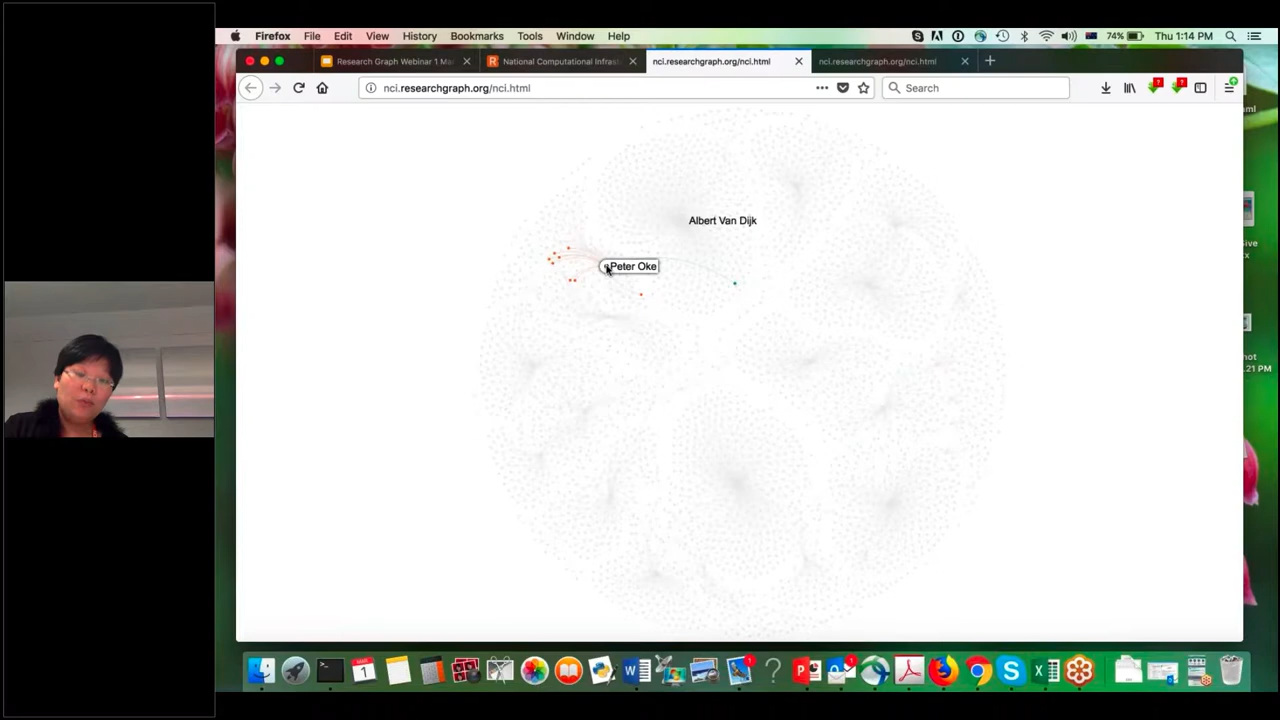 Firefox File Edit View History Bookmarks Tools Window Help 74% Thu 1:14 PM
Research Graph Webinar 1 Ma National Computational Infras nci.researchgraph.org/nci.html nci.researchgraph.org/nci.html
nci.researchgraph.org/nci.html Search
Albert Van Dijk
Peter Oke
.21 PM